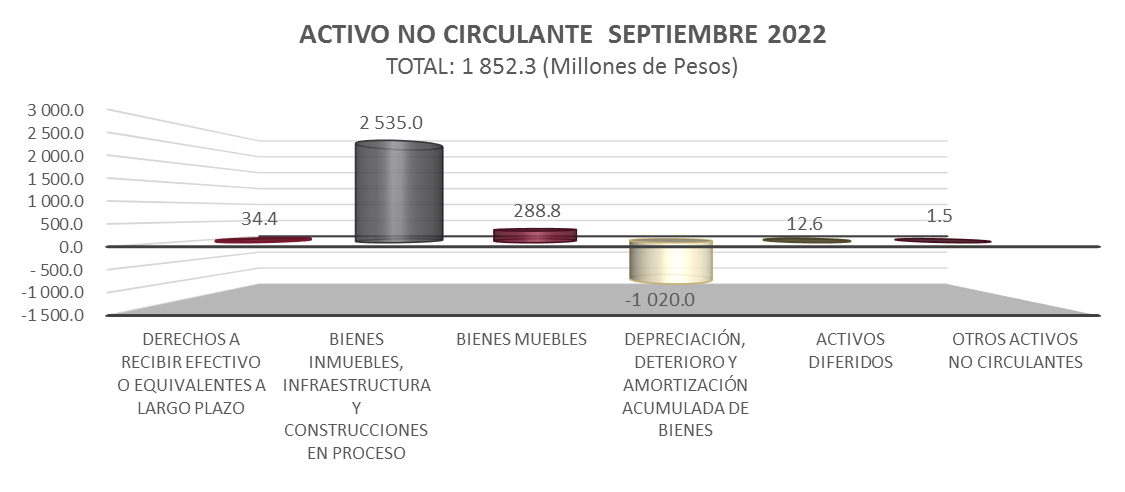 ACTIVO NO CIRCULANTE  SEPTIEMBRE 2022
TOTAL: 1 852.3 (Millones de Pesos)
3 000.0
2 500.0
2 000.0
1 500.0
1 000.0
500.0
0.0
- 500.0
-1 000.0
-1 500.0
34.4
2 535.0
288.8
-1 020.0
12.6
1.5
DERECHOS A
RECIBIR EFECTIVO
O EQUIVALENTES A
LARGO PLAZO
BIENES
INMUEBLES,
INFRAESTRUCTURA
Y
CONSTRUCCIONES
EN PROCESO
BIENES MUEBLES
DEPRECIACIÓN,
DETERIORO Y
AMORTIZACIÓN
ACUMULADA DE
BIENES
ACTIVOS
DIFERIDOS
OTROS ACTIVOS
NO CIRCULANTES